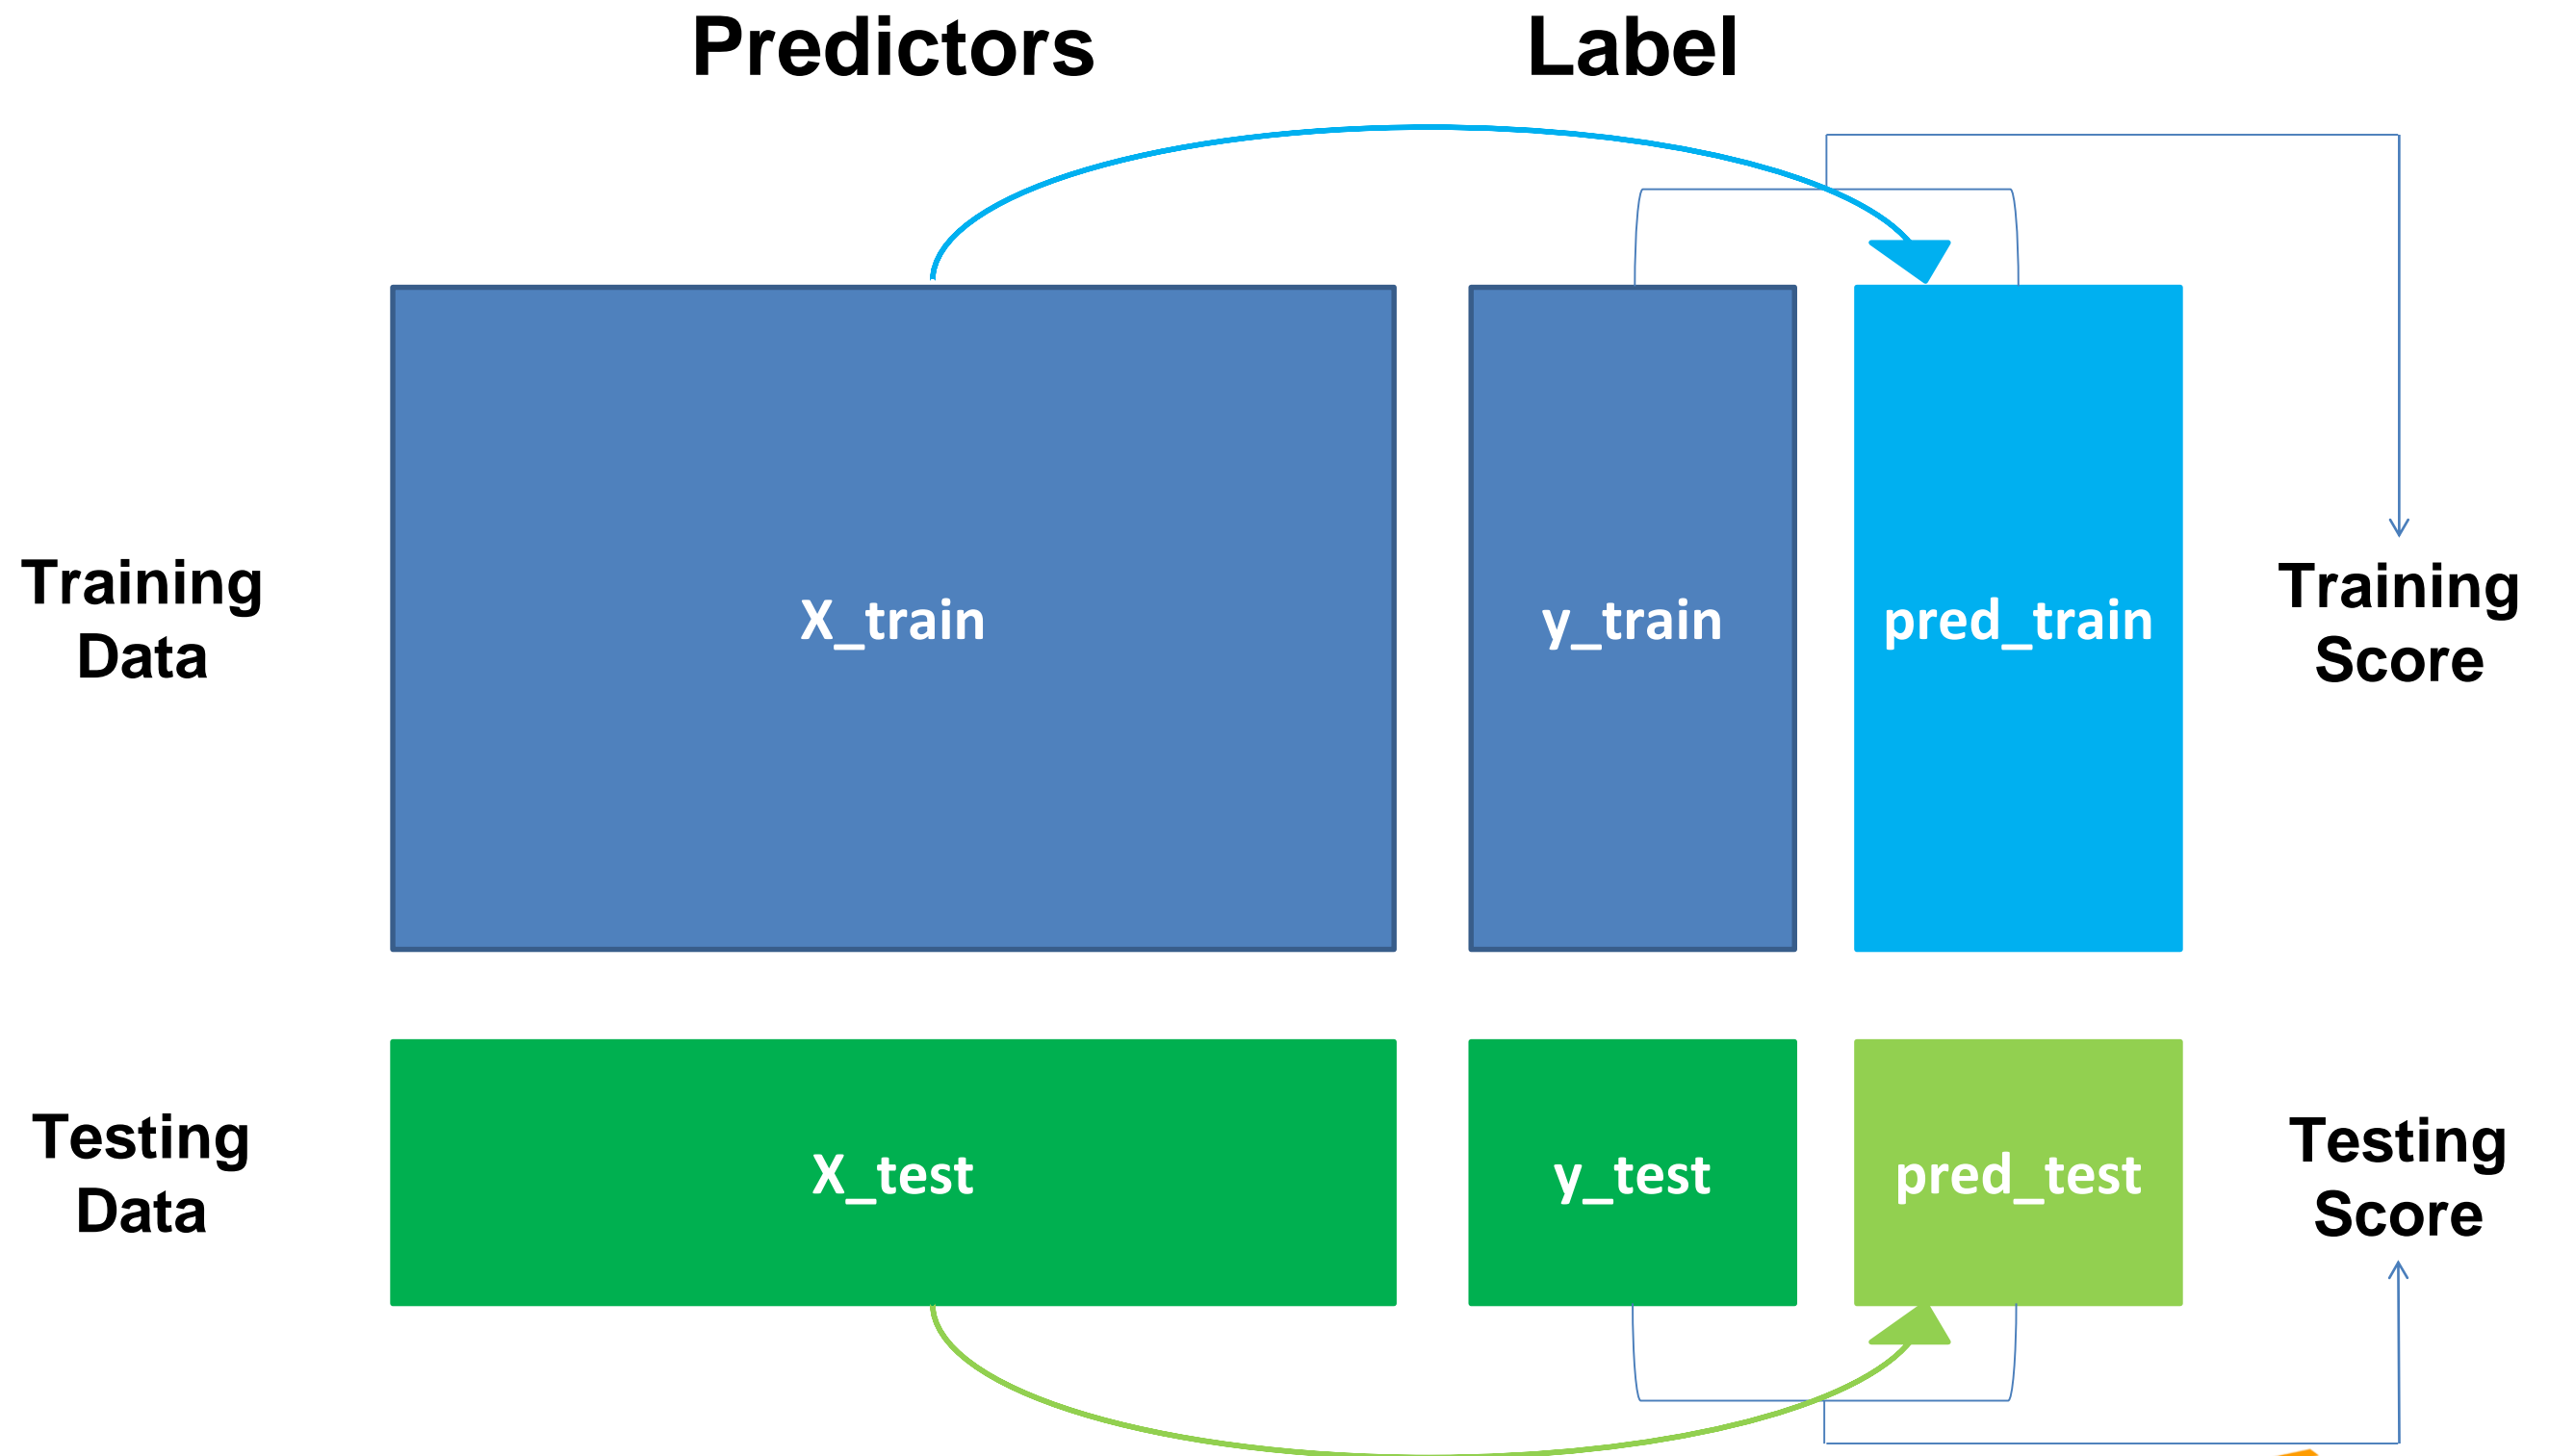 Predictors
Label
Training
Data
X_train
y_train
pred_train
Training
Score
Testing
Data
X_test
y_test
pred_test
Testing
Score